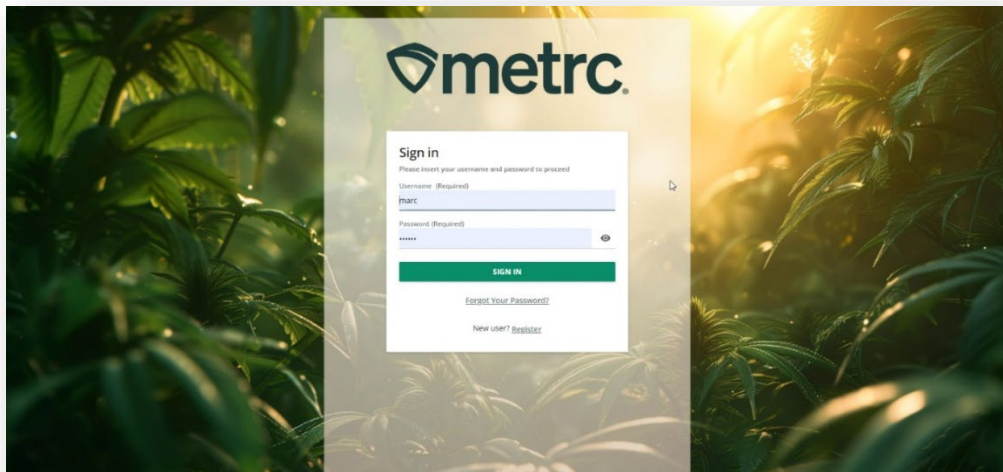 metrc®
Sign in
Please insert your username and password to proceed
Username (Required)
marc
Password (Required)
••••••
SIGN IN
Forgot Your Password?
New user? Register